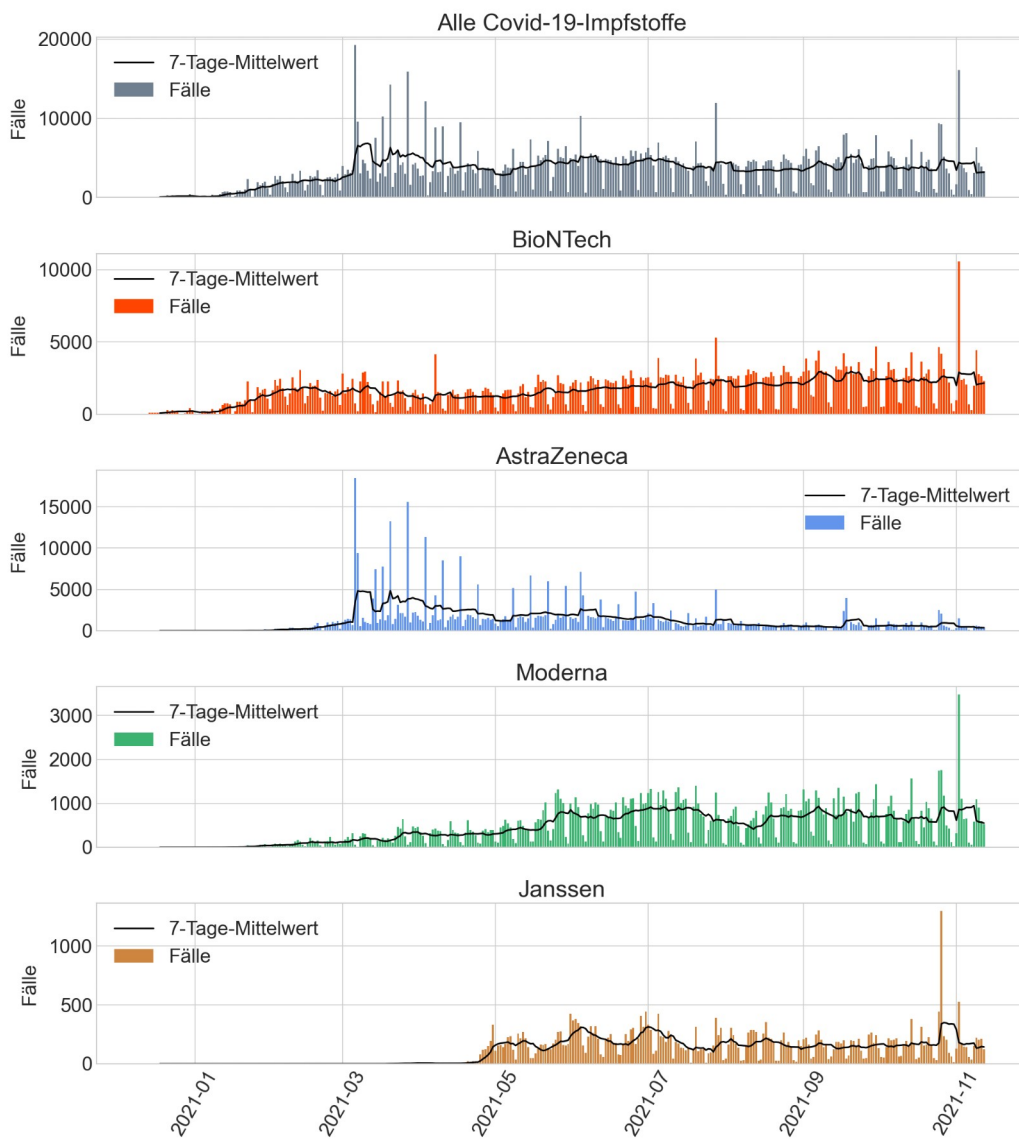 Alle Covid-19-Impfstoffe
20000
15000
10000
5000
0
Fälle
7-Tage-Mittelwert
Fälle
BioNTech
10000
5000
0
Fälle
7-Tage-Mittelwert
Fälle
AstraZeneca
15000
10000
5000
0
Fälle
7-Tage-Mittelwert
Fälle
Moderna
3000
2000
1000
0
Fälle
7-Tage-Mittelwert
Fälle
Janssen
1000
500
0
Fälle
7-Tage-Mittelwert
Fälle
2021-01
2021-03
2021-05
2021-07
2021-09
2021-11